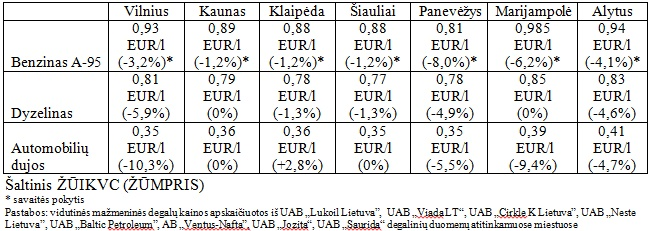 Vilnius Kaunas Klaipėda Šiauliai Panevėžys Marijampolė Alytus
0,93 0,89 0,88 0,88 0,81 0,985 0,94
EUR/l EUR/l EUR/l EUR/l EUR/l EUR/l EUR/l
Benzinas A-95 (-3,2%)* (-1,2%)* (-1,2%)* (-1,2%)* (-8,0%)* (-6,2%)* (-4,1%)*
0,81 0,79 0,78 0,77 0,78 0,85 0,83
EUR/l EUR/l EUR/l EUR/l EUR/l EUR/l EUR/l
Dyzelinas (-5,9%) (0%) (-1,3%) (-1,3%) (-4,9%) (0%) (-4,6%)
0,35 0,36 0,36 0,35 0,35 0,39 0,41
Automobilių EUR/l EUR/l EUR/l EUR/l EUR/l EUR/l EUR/l
dujos (-10,3%) (0%) (+2,8%) (0%) (-5,5%) (-9,4%) (-4,7%)
Šaltinis ŽŪIKVC (ŽŪMPRIS)
* savaitės pokytis
Pastabos: vidutinės mažmeninės degalų kainos apskaičiuotos iš UAB „Lukoil Lietuva", UAB „Viada LT", UAB „Cirkle K Lietuva", UAB „Neste
Lietuva", UAB „Baltic Petroleum", AB „Ventus-Nafta", UAB „Jozita", UAB „Saurida" degalinių duomenų atitinkamuose miestuose